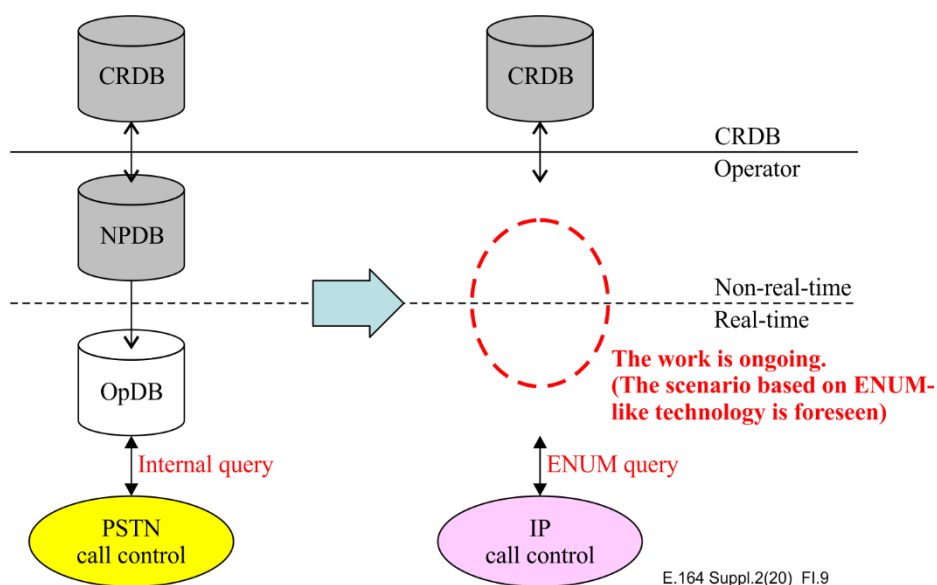 CRDB
CRDB
CRDB
Operator
NPDB
Non-real-time
Real-time
The work is ongoing.
(The scenario based on ENUM-
like technology is foreseen)
OpDB
Internal query
ENUM query
PSTN
call control
IP
call control
E.164 Suppl.2(20) FI.9